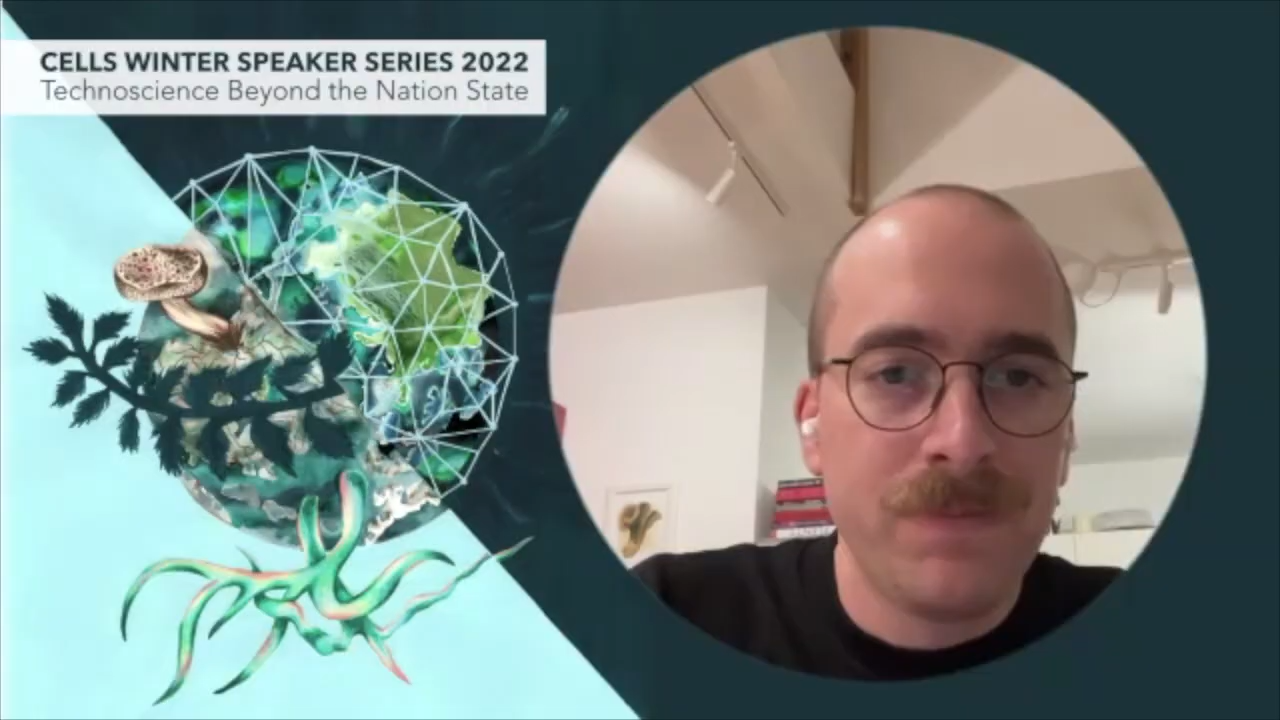 CELLS WINTER SPEAKER SERIES 2022
Technoscience Beyond the Nation State